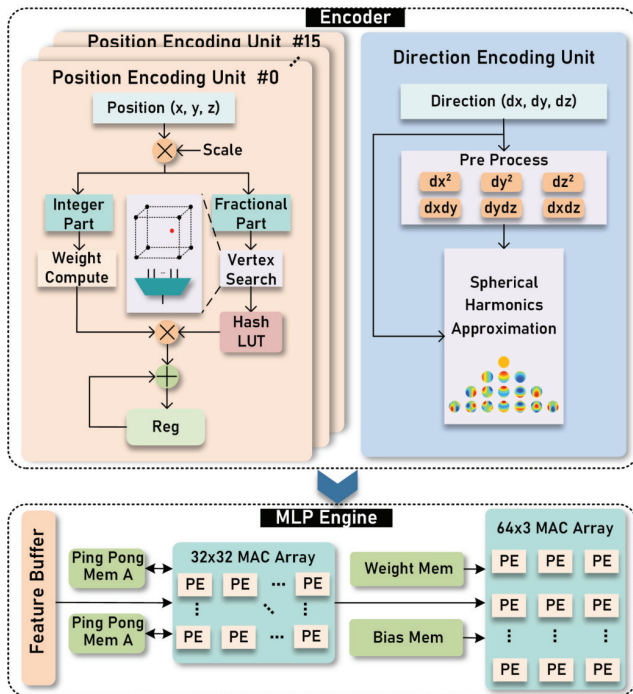 Encoder
Position Encoding Unit #15
Position Encoding Unit #0
Position (x, y, z)
Scale
Integer
Part
Fractional
Part
Weight
Compute
Vertex
Search
Hash
LUT
Reg
Direction Encoding Unit
Direction (dx, dy, dz)
Pre Process
dx² dy² dz²
dxdy dydz dxdz
Spherical
Harmonics
Approximation
MLP Engine
Feature Buffer
Ping Pong
Mem A
Ping Pong
Mem A
32x32 MAC Array
PE PE ... PE
PE PE ... PE
Weight Mem
Bias Mem
64x3 MAC Array
PE PE PE
PE PE PE
PE PE PE